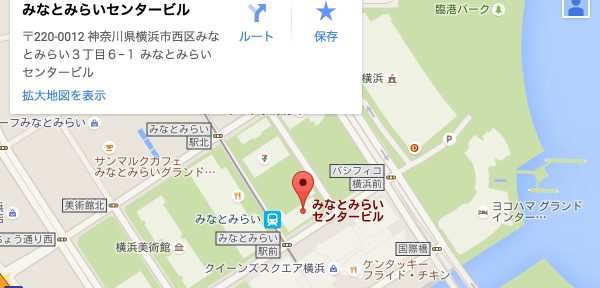 みなとみらいセンタービル
〒220-0012 神奈川県横浜市西区みな
とみらい３丁目６−１ みなとみらい
センタービル
拡大地図を表示
ルート
保存
臨港パーク
横浜
ーフみなとみらい
みなとみらい
駅北
サンマルクカフェ
みなとみらいグランド…
パシフィコ
横浜前
P
美術館北
みなとみらい
みなとみらい
センタービル
ヨコハマ グランド
インター…
ちょう通り西
横浜美術館
みなとみらい
駅前
国際橋
クイーンズスクエア横浜
ケンタッキー
フライド・チキン